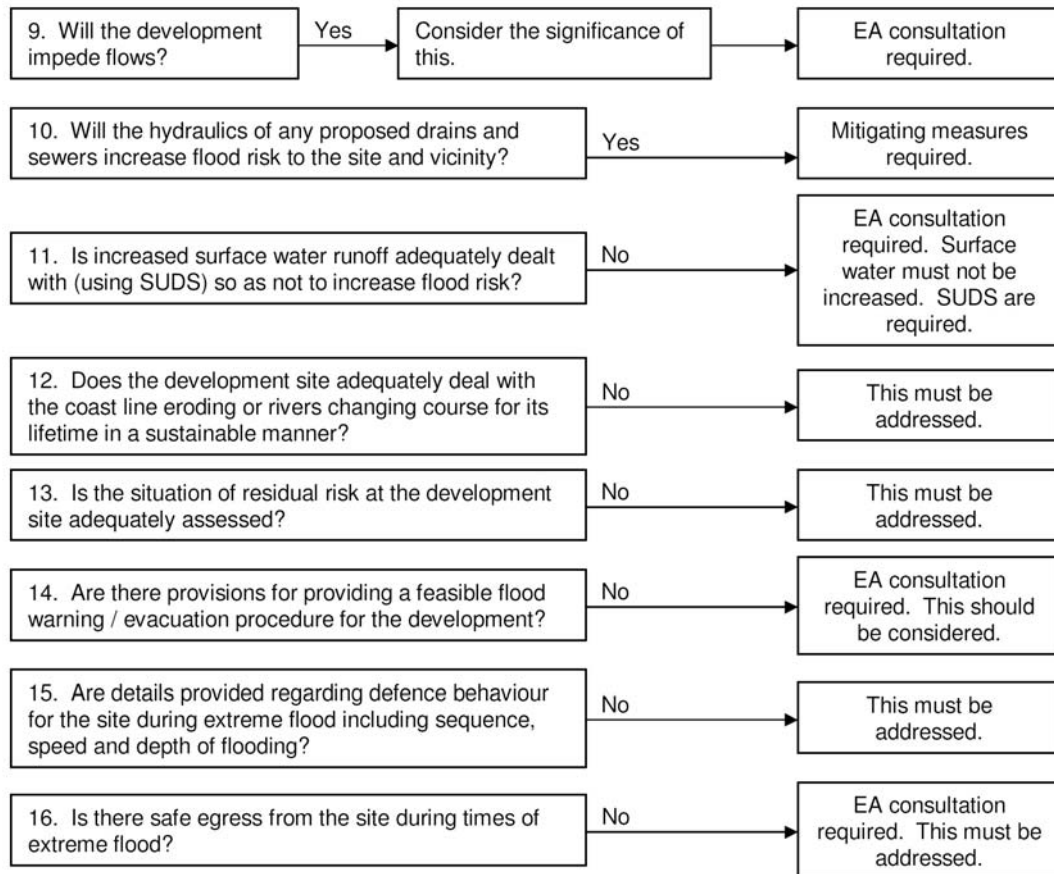 9. Will the development
impede flows?
Yes
Consider the significance of
this.
EA consultation
required.
10. Will the hydraulics of any proposed drains and
sewers increase flood risk to the site and vicinity?
Yes
Mitigating measures
required.
11. Is increased surface water runoff adequately dealt
with (using SUDS) so as not to increase flood risk?
No
EA consultation
required. Surface
water must not be
increased. SUDS are
required.
12. Does the development site adequately deal with
the coast line eroding or rivers changing course for its
lifetime in a sustainable manner?
No
This must be
addressed.
13. Is the situation of residual risk at the development
site adequately assessed?
No
This must be
addressed.
14. Are there provisions for providing a feasible flood
warning / evacuation procedure for the development?
No
EA consultation
required. This should
be considered.
15. Are details provided regarding defence behaviour
for the site during extreme flood including sequence,
speed and depth of flooding?
No
This must be
addressed.
16. Is there safe egress from the site during times of
extreme flood?
No
EA consultation
required. This must be
addressed.